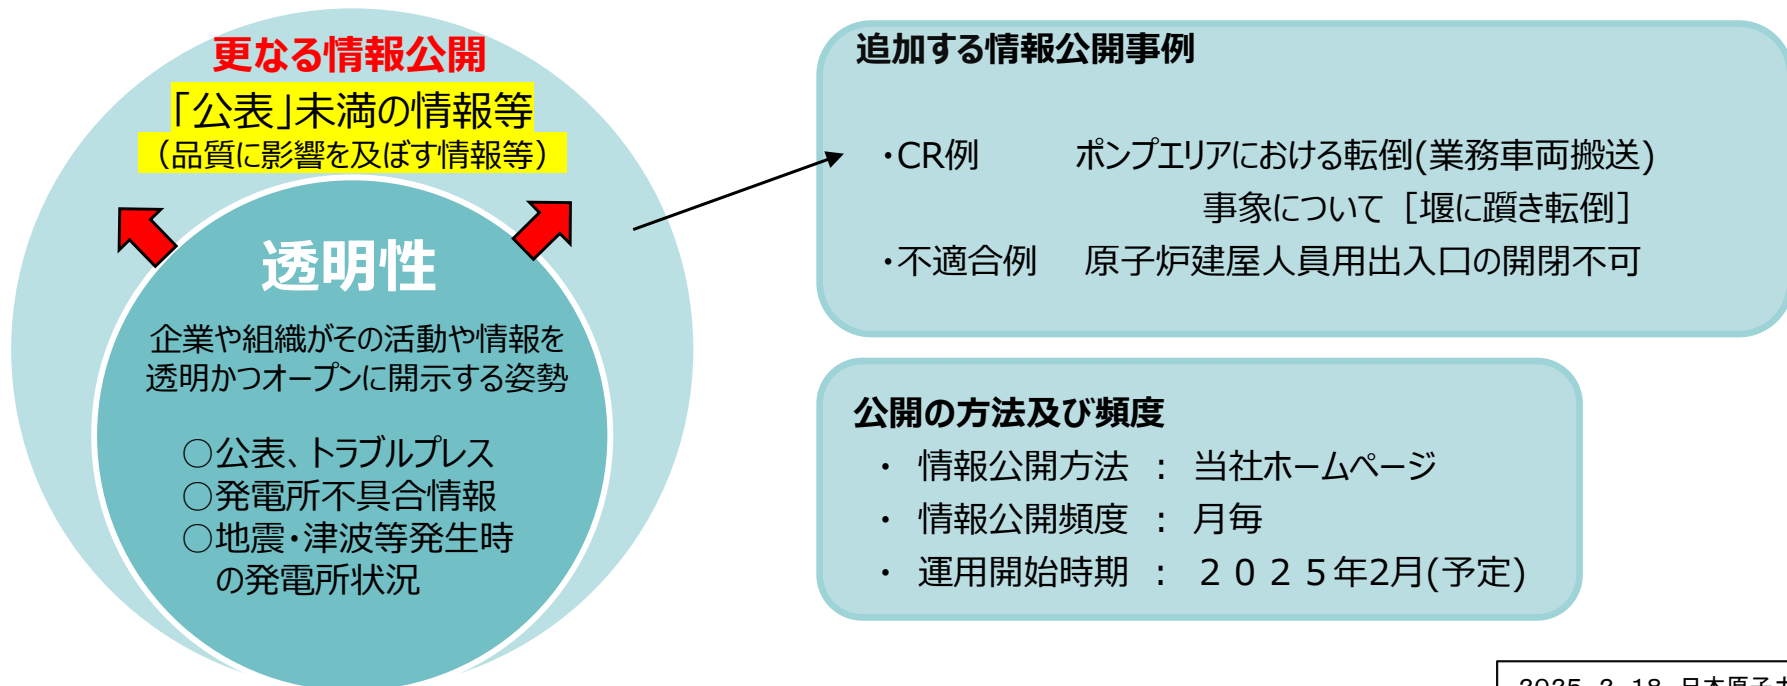 更なる情報公開
「公表」未満の情報等
（品質に影響を及ぼす情報等）
透明性
企業や組織がその活動や情報を
透明かつオープンに開示する姿勢
○公表、トラブルプレス
○発電所不具合情報
○地震・津波等発生時
の発電所状況
追加する情報公開事例
・CR例 ポンプエリアにおける転倒(業務車両搬送)
事象について［堰に躓き転倒］
・不適合例 原子炉建屋人員用出入口の開閉不可
公開の方法及び頻度
・ 情報公開方法 ： 当社ホームページ
・ 情報公開頻度 ： 月毎
・ 運用開始時期 ： ２０２５年2月(予定)